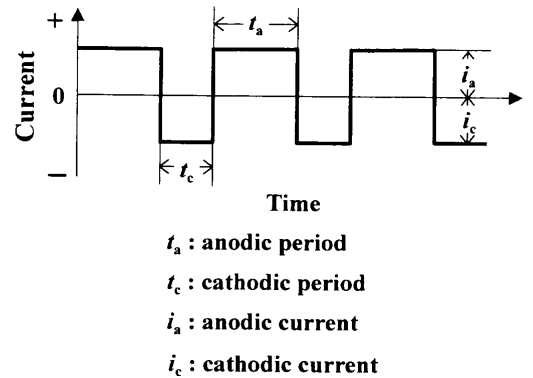 +
t_a
Current
0
i_a
i_c
−
t_c
Time
t_a : anodic period
t_c : cathodic period
i_a : anodic current
i_c : cathodic current